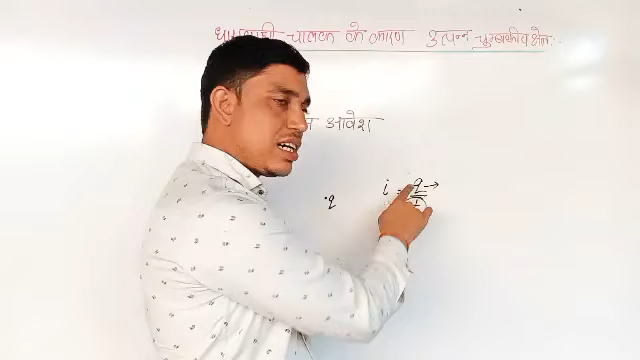 धारावाही चालक के कारण उत्पन्न चुम्बकीय क्षेत्र :-
आवेश
.q i = q →